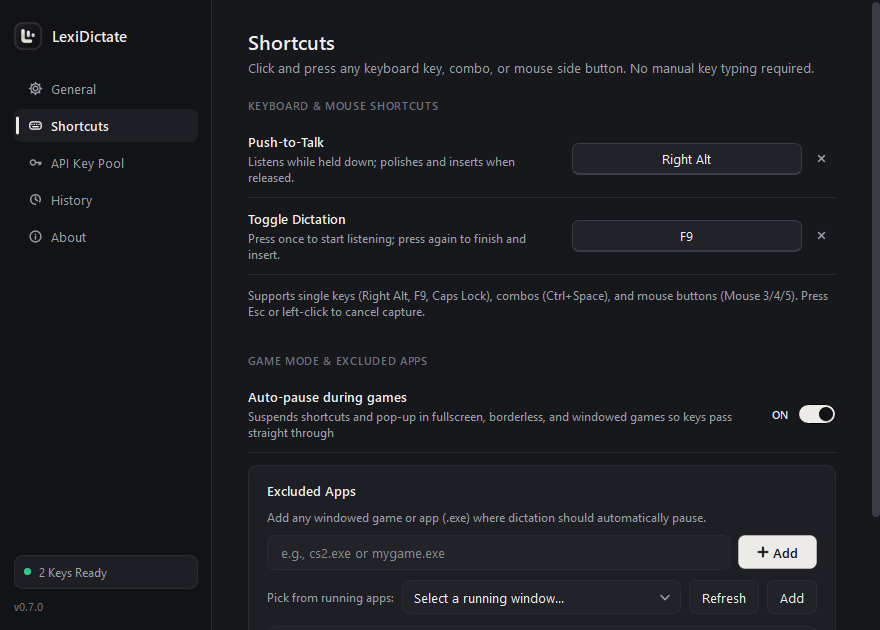 LexiDictate
General
Shortcuts
API Key Pool
History
About
2 Keys Ready
v0.7.0
Shortcuts
Click and press any keyboard key, combo, or mouse side button. No manual key typing required.
KEYBOARD & MOUSE SHORTCUTS
Push-to-Talk
Listens while held down; polishes and inserts when
released.
Right Alt
Toggle Dictation
Press once to start listening; press again to finish and
insert.
F9
Supports single keys (Right Alt, F9, Caps Lock), combos (Ctrl+Space), and mouse buttons (Mouse 3/4/5). Press
Esc or left-click to cancel capture.
GAME MODE & EXCLUDED APPS
Auto-pause during games
Suspends shortcuts and pop-up in fullscreen, borderless, and windowed games so keys pass
straight through
ON
Excluded Apps
Add any windowed game or app (.exe) where dictation should automatically pause.
e.g., cs2.exe or mygame.exe
+ Add
Pick from running apps:
Select a running window...
Refresh
Add